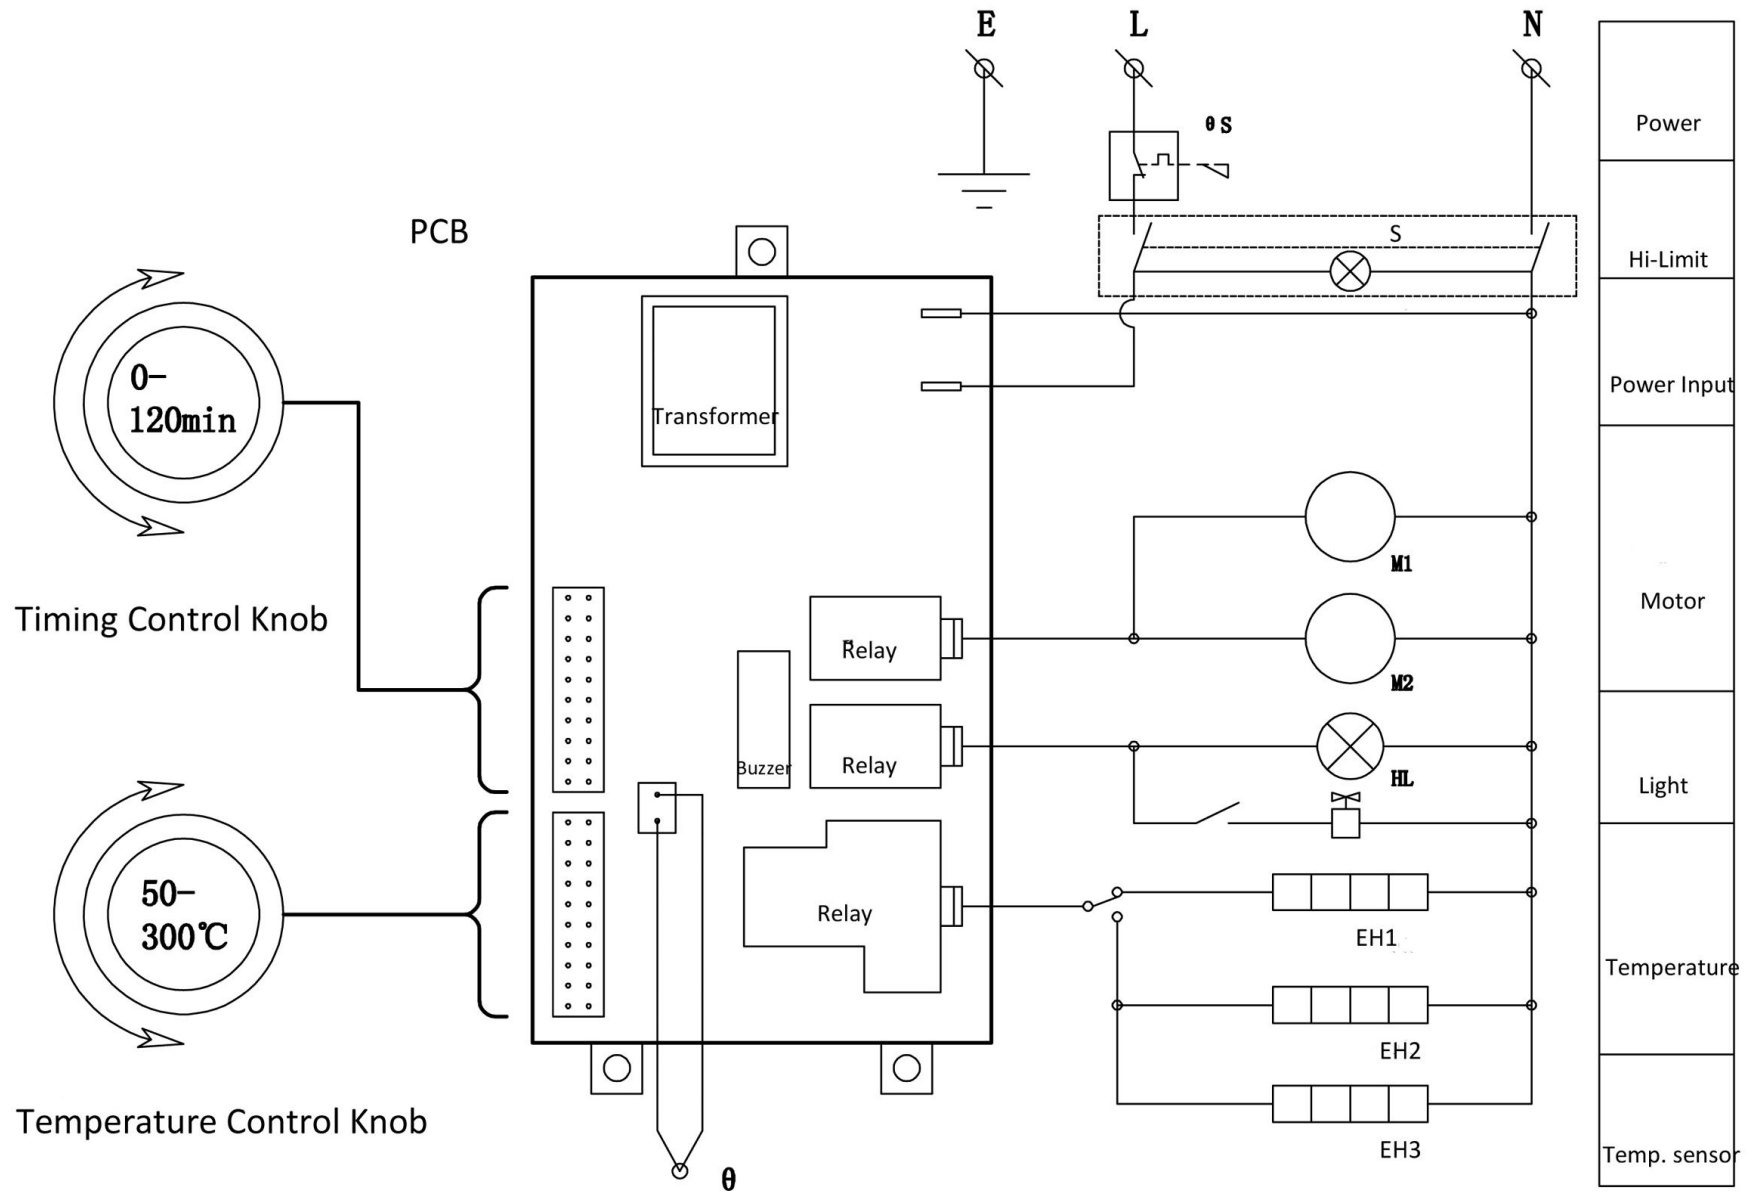 E
L
N
Power
θS
PCB
S
Hi-Limit
0-
120min
Transformer
Power Input
M1
Timing Control Knob
Relay
Motor
M2
Buzzer
Relay
HL
Light
50-
300℃
Relay
EH1
Temperature
EH2
Temperature Control Knob
EH3
Temp. sensor
θ